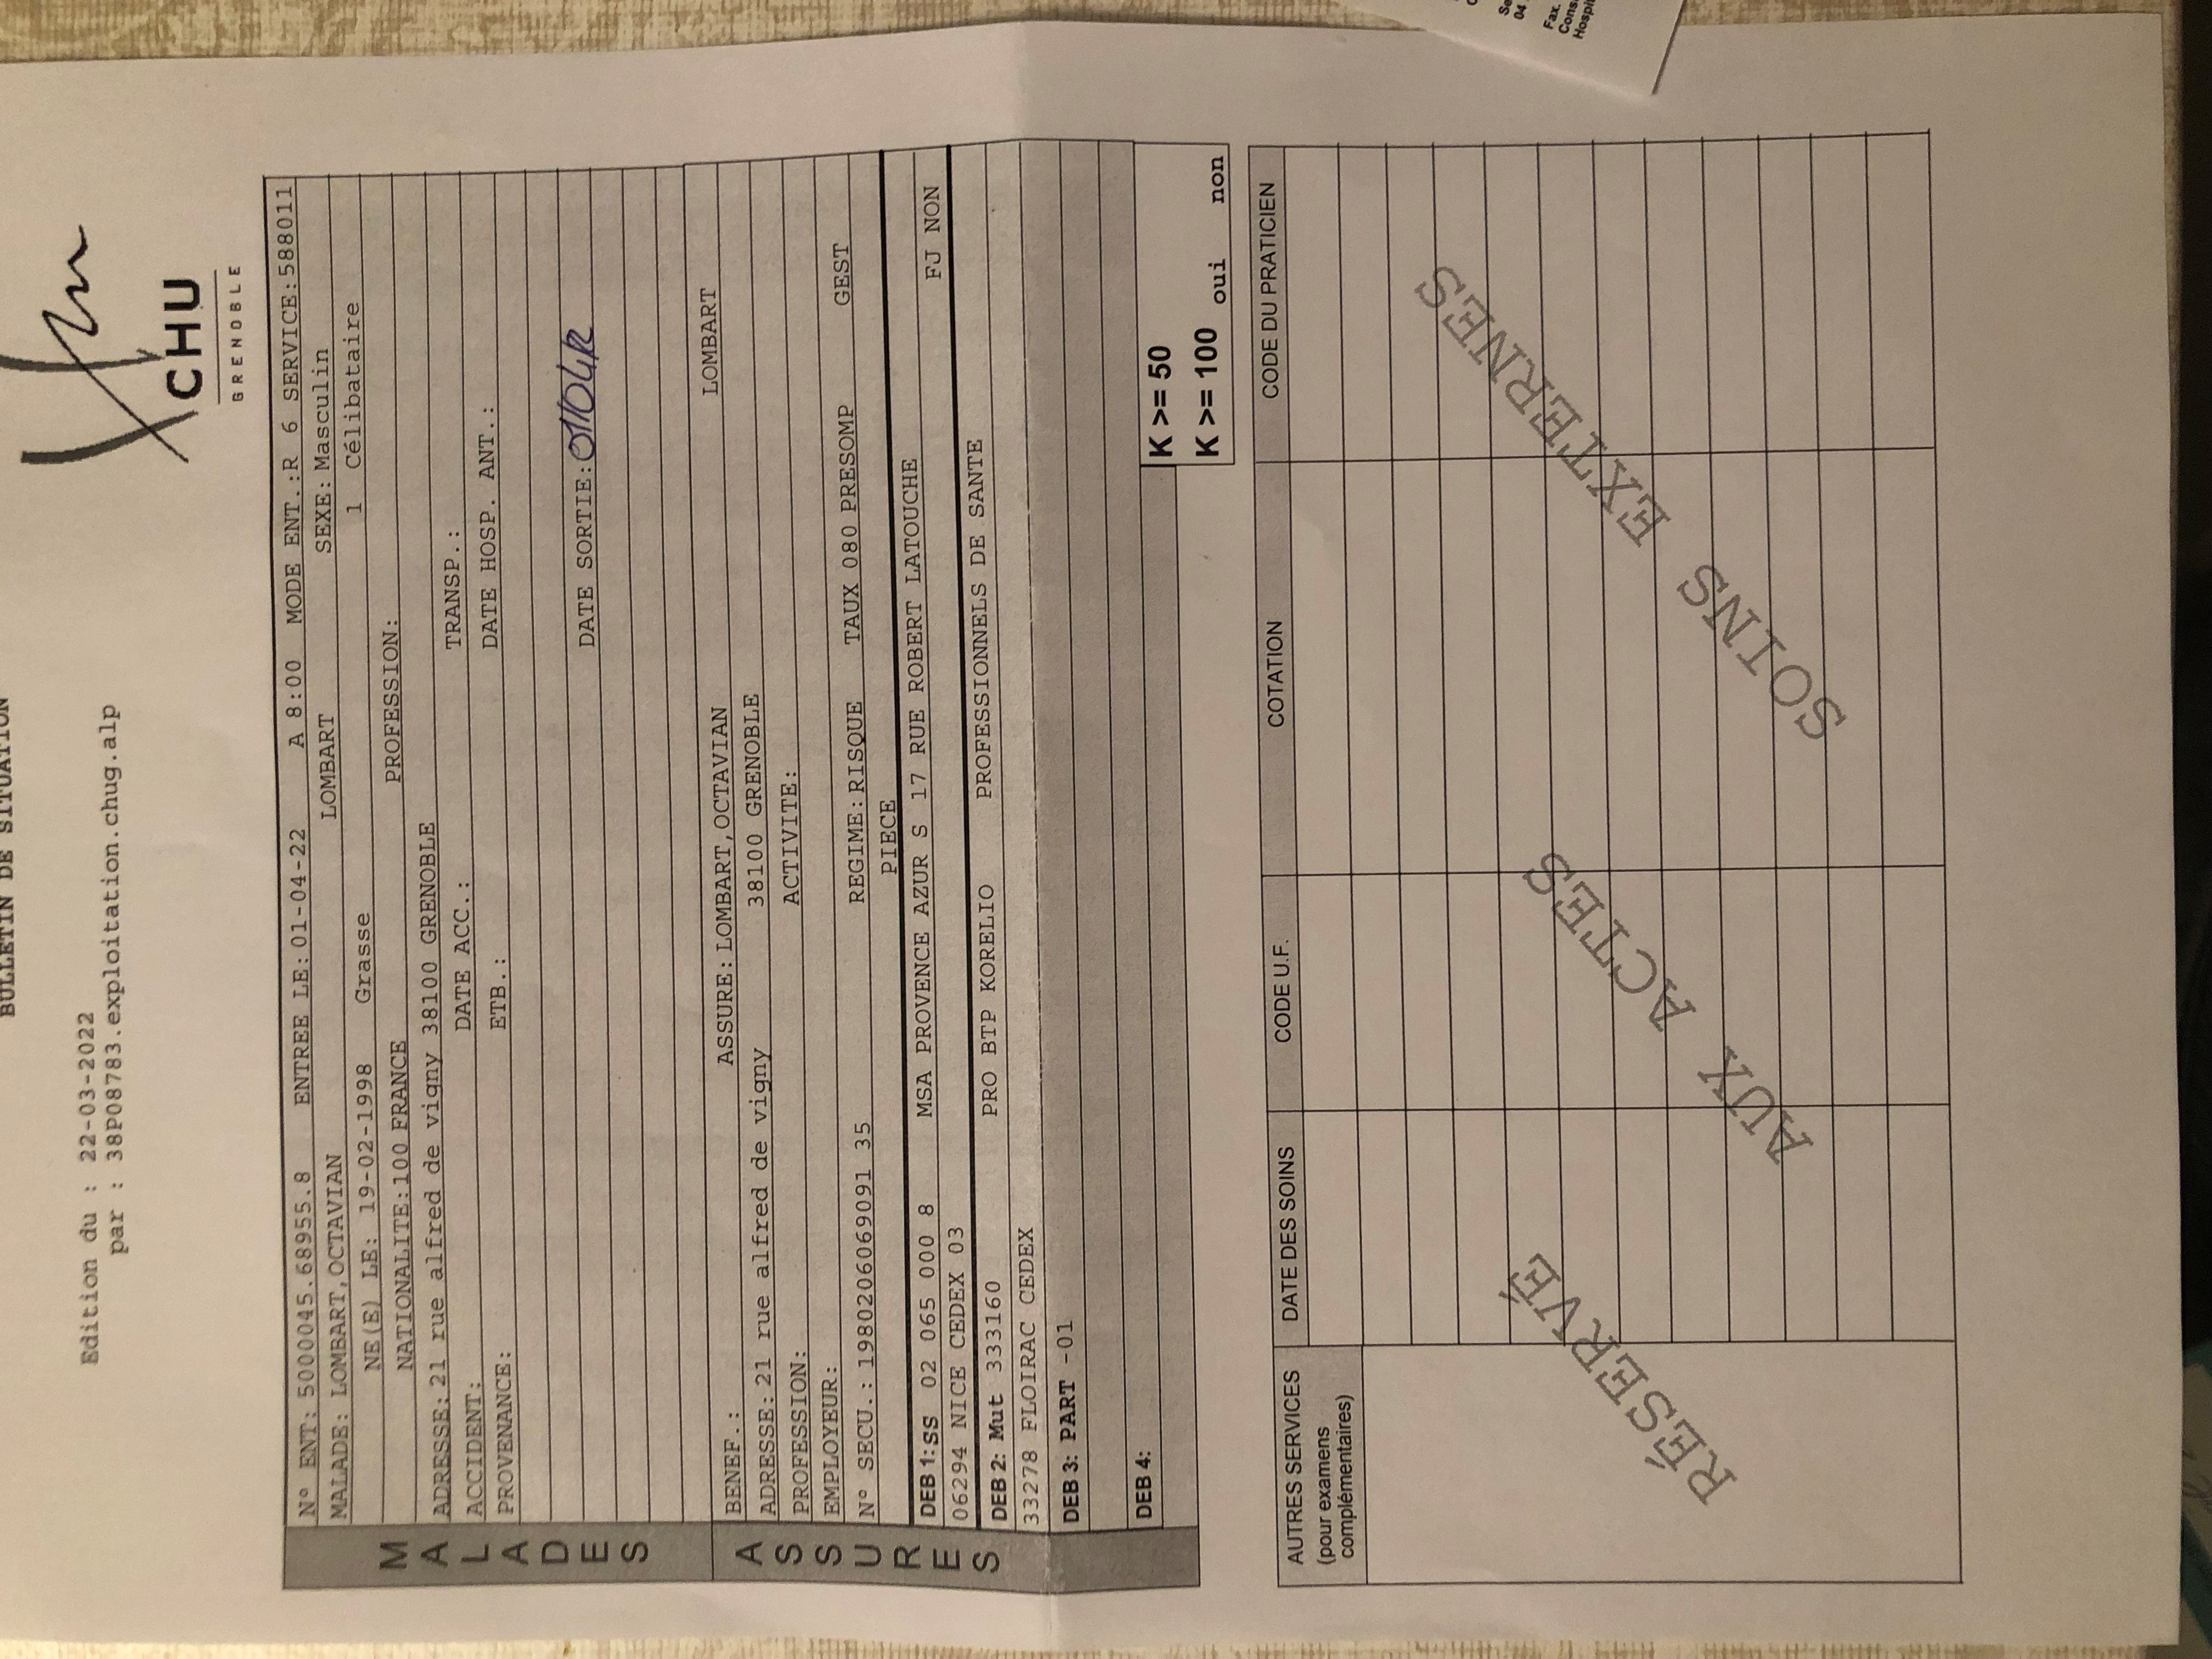 BULLETIN DE SITUATION
Edition du : 22-03-2022
par : 38P08783.exploitation.chug.alp
CHU
GRENOBLE
N° ENT: 5000045.68955.8 ENTREE LE: 01-04-22 A 8:00 MODE ENT.:R 6 SERVICE:588011
MALADE: LOMBART,OCTAVIAN LOMBART SEXE: Masculin
NE(E) LE: 19-02-1998 Grasse 1 Célibataire
NATIONALITE:100 FRANCE PROFESSION:
ADRESSE: 21 rue alfred de vigny 38100 GRENOBLE
ACCIDENT: DATE ACC.: TRANSP.:
PROVENANCE: ETB.: DATE HOSP. ANT.:
DATE SORTIE:
MALADES
BENEF.: ASSURE: LOMBART,OCTAVIAN LOMBART
ADRESSE: 21 rue alfred de vigny 38100 GRENOBLE
PROFESSION: ACTIVITE:
EMPLOYEUR:
N° SECU.: 1980206069091 35 REGIME:RISQUE TAUX 080 PRESOMP GEST
PIECE
DEB 1:SS 02 065 000 8 MSA PROVENCE AZUR S 17 RUE ROBERT LATOUCHE FJ NON
06294 NICE CEDEX 03
DEB 2: Mut 333160 PRO BTP KORELIO PROFESSIONNELS DE SANTE
33278 FLOIRAC CEDEX
DEB 3: PART -01
DEB 4:
ASSURES
K >= 50
K >= 100 oui non
AUTRES SERVICES
(pour examens
complémentaires)
DATE DES SOINS CODE U.F. COTATION CODE DU PRATICIEN
RÉSERVÉ AUX ACTES SOINS EXTERNES
Fax.